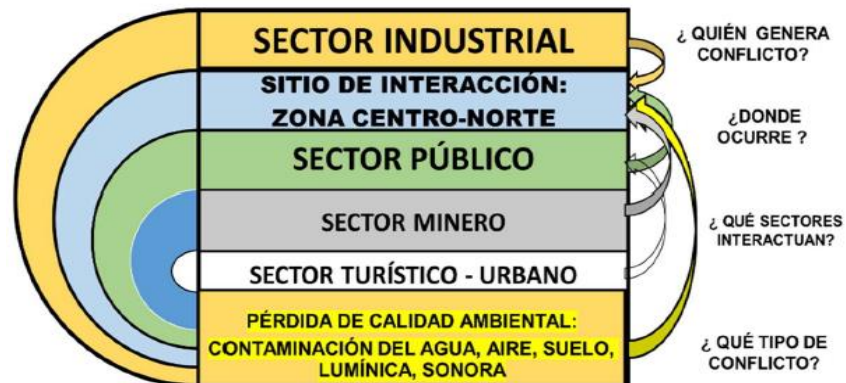 SECTOR INDUSTRIAL
SITIO DE INTERACCIÓN:
ZONA CENTRO-NORTE
SECTOR PÚBLICO
SECTOR MINERO
SECTOR TURÍSTICO - URBANO
PÉRDIDA DE CALIDAD AMBIENTAL:
CONTAMINACIÓN DEL AGUA, AIRE, SUELO,
LUMÍNICA, SONORA
¿ QUIÉN GENERA
CONFLICTO?
¿DONDE
OCURRE ?
¿ QUÉ SECTORES
INTERACTUAN?
¿ QUÉ TIPO DE
CONFLICTO?